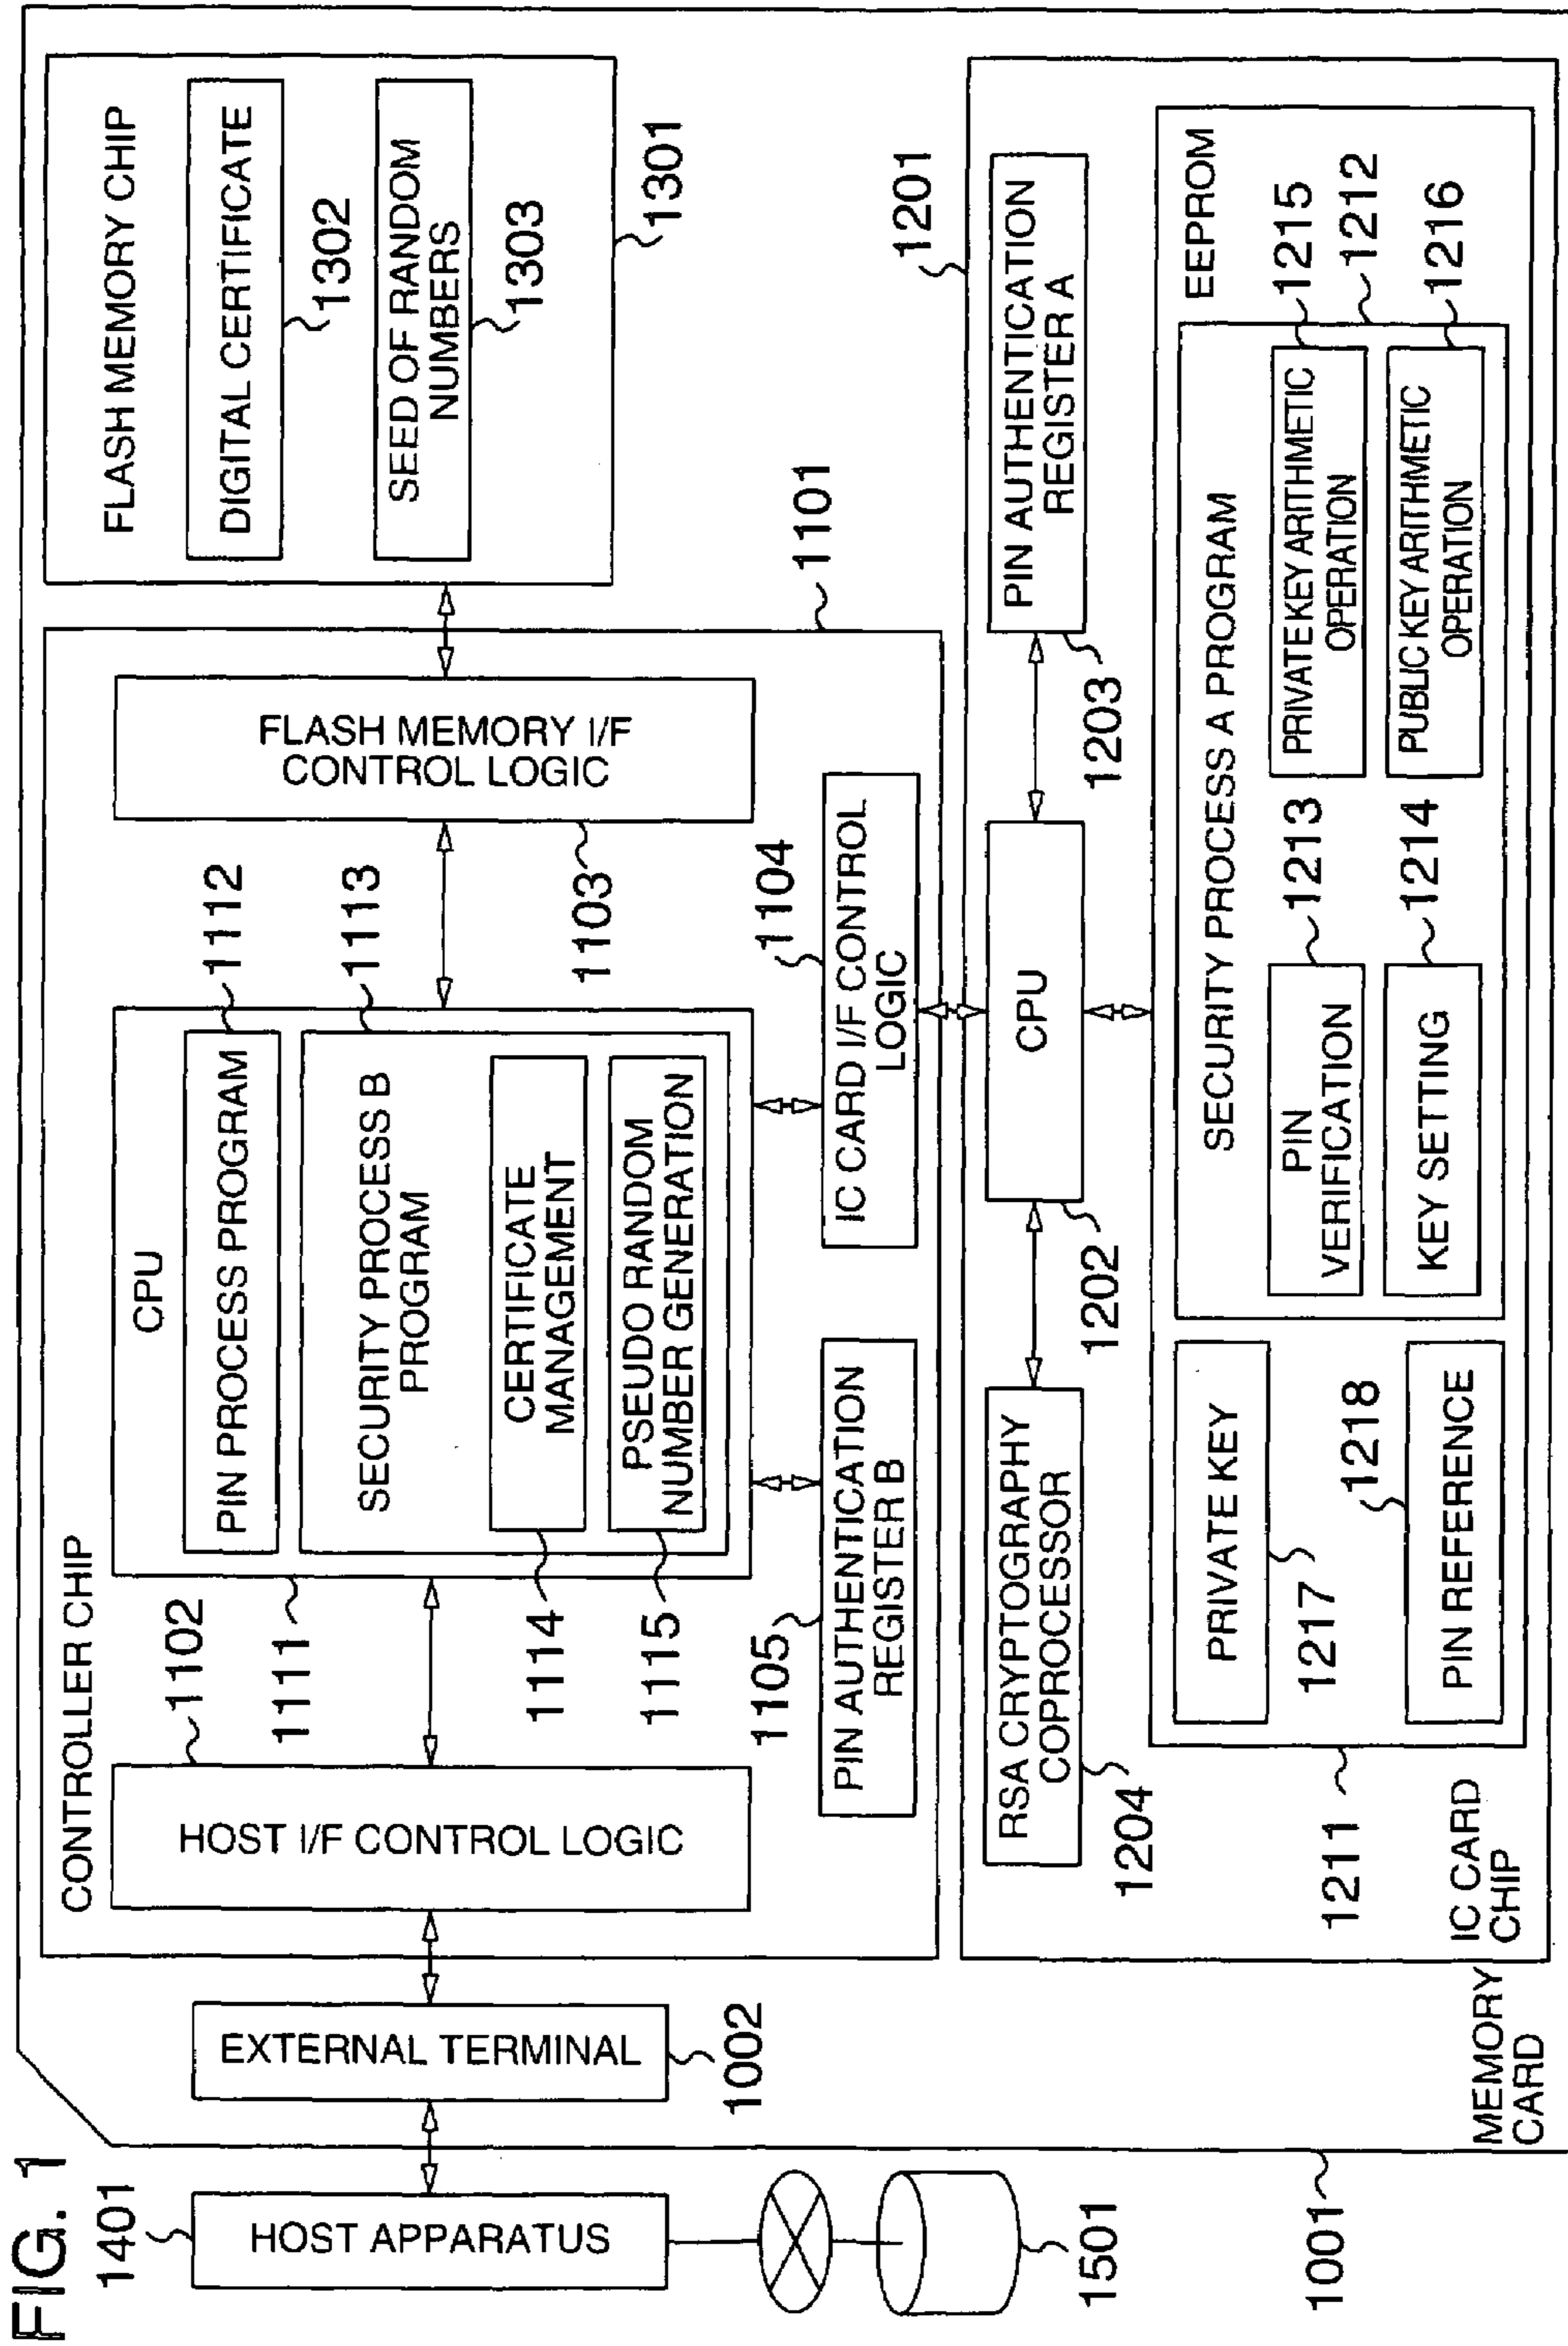 FIG. 1
1401
HOST APPARATUS
1501
1001
MEMORY
CARD
EXTERNAL TERMINAL
1002
CONTROLLER CHIP
1102
HOST I/F CONTROL LOGIC
1111
CPU
PIN PROCESS PROGRAM
1112
SECURITY PROCESS B
PROGRAM
1113
CERTIFICATE
MANAGEMENT
1114
PSEUDO RANDOM
NUMBER GENERATION
1115
FLASH MEMORY I/F
CONTROL LOGIC
1103
1101
1105
PIN AUTHENTICATION
REGISTER B
IC CARD I/F CONTROL
LOGIC
1104
FLASH MEMORY CHIP
DIGITAL CERTIFICATE
1302
SEED OF RANDOM
NUMBERS
1303
1301
1201
RSA CRYPTOGRAPHY
COPROCESSOR
1204
CPU
1202
PIN AUTHENTICATION
REGISTER A
1203
EEPROM
1211
PRIVATE KEY
1217
1218
PIN REFERENCE
SECURITY PROCESS A PROGRAM
1212
PIN
VERIFICATION
1213
PRIVATE KEY ARITHMETIC
OPERATION
1215
KEY SETTING
1214
PUBLIC KEY ARITHMETIC
OPERATION
1216
IC CARD
CHIP